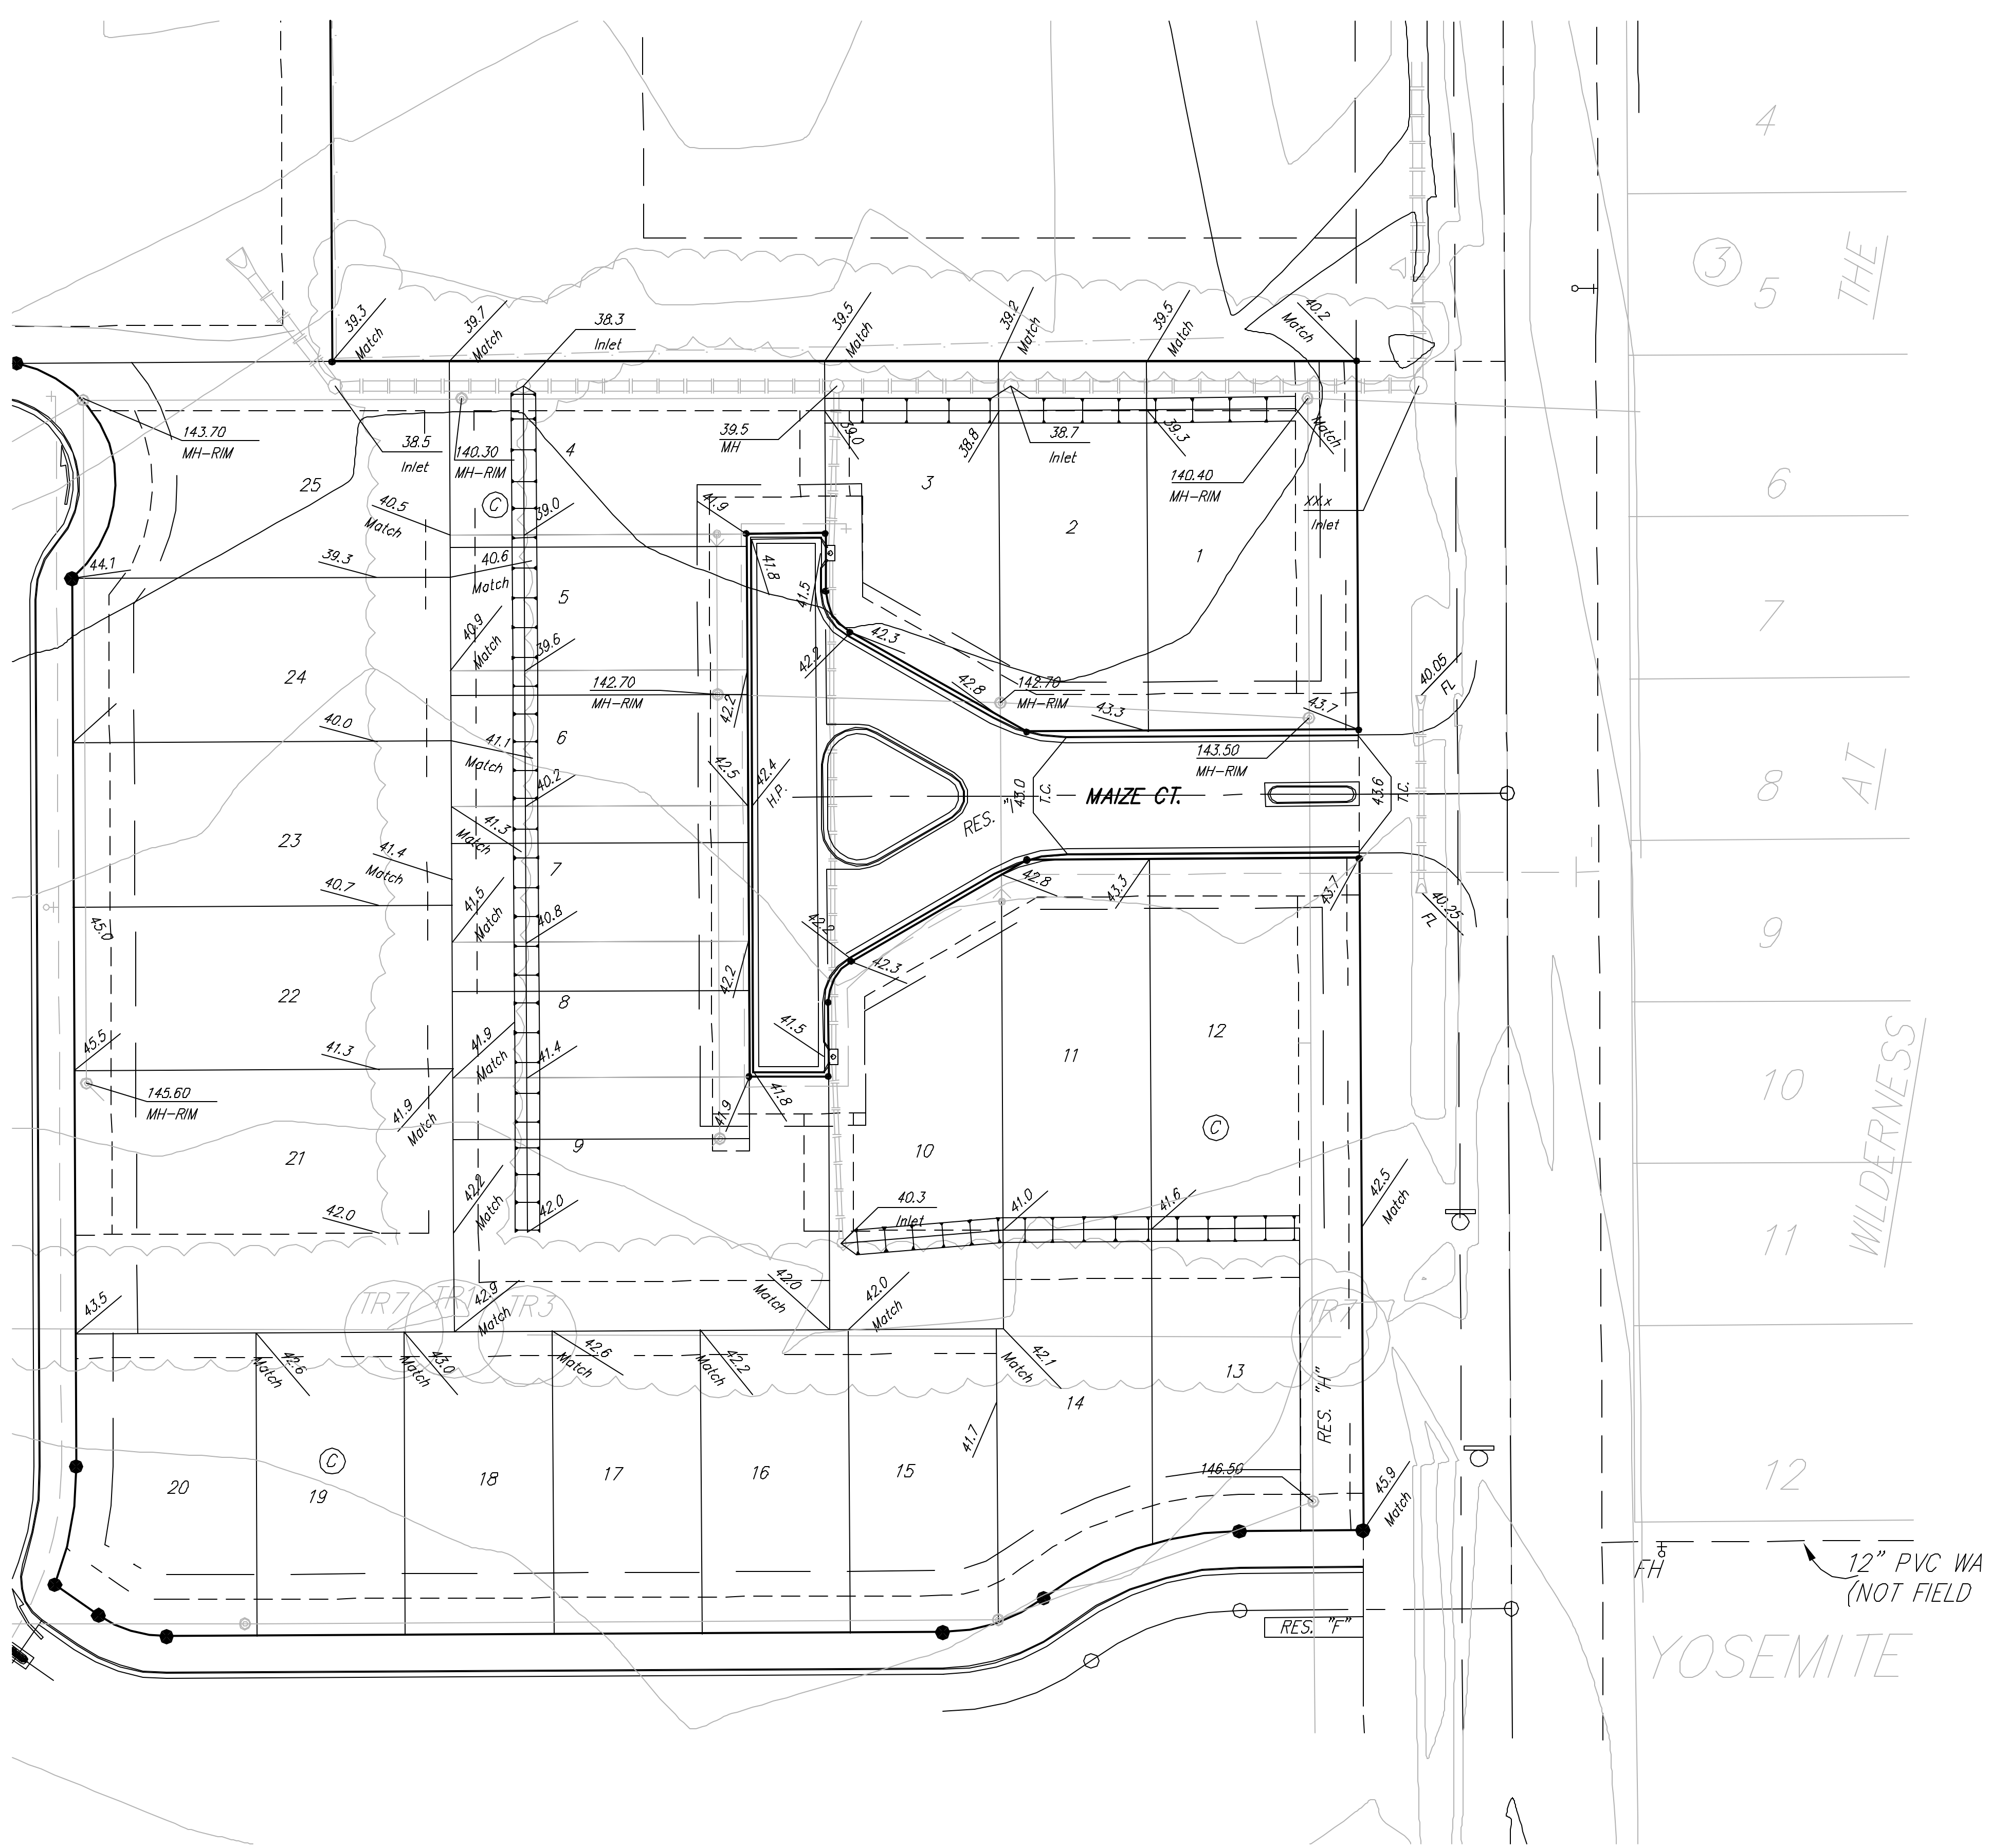 4
THE
3
5
39.3
Match
39.7
Match
38.3
Inlet
39.5
Match
39.2
Match
39.5
Match
40.2
Match
143.70
MH-RIM
38.5
Inlet
140.30
MH-RIM
4
39.5
MH
39.0
38.8
38.7
Inlet
39.3
Match
140.40
MH-RIM
XX.x
Inlet
25
C
40.5
Match
39.0
41.9
3
2
1
6
44.1
39.3
40.6
Match
41.8
41.5
5
7
40.9
Match
39.6
42.3
42.2
24
142.70
MH-RIM
42.2
42.8
142.70
MH-RIM
43.3
43.7
40.05
FL
40.0
41.1
Match
6
143.50
MH-RIM
42.5
42.4
H.P.
40.2
RES. "
43.0
T.C.
MAIZE CT.
43.6
T.C.
8
AT
23
41.3
Match
41.4
Match
7
40.7
41.5
Match
40.8
42.8
43.3
43.7
40.25
FL
45.0
42.2
42.3
9
22
42.2
8
45.5
41.3
41.9
Match
41.4
41.5
41.8
41.9
11
12
10
WILDERNESS
145.60
MH-RIM
41.9
Match
C
21
9
10
42.2
Match
42.0
42.0
40.3
Inlet
41.0
41.6
42.5
Match
11
43.5
TR7
TR1
TR3
42.9
Match
42.0
Match
42.0
Match
TR7
42.6
Match
43.0
Match
42.6
Match
42.2
Match
42.1
Match
13
14
RES. "H"
41.7
C
20
19
18
17
16
15
146.50
45.9
Match
12
FH
12" PVC WA
(NOT FIELD
RES. "F"
YOSEMITE